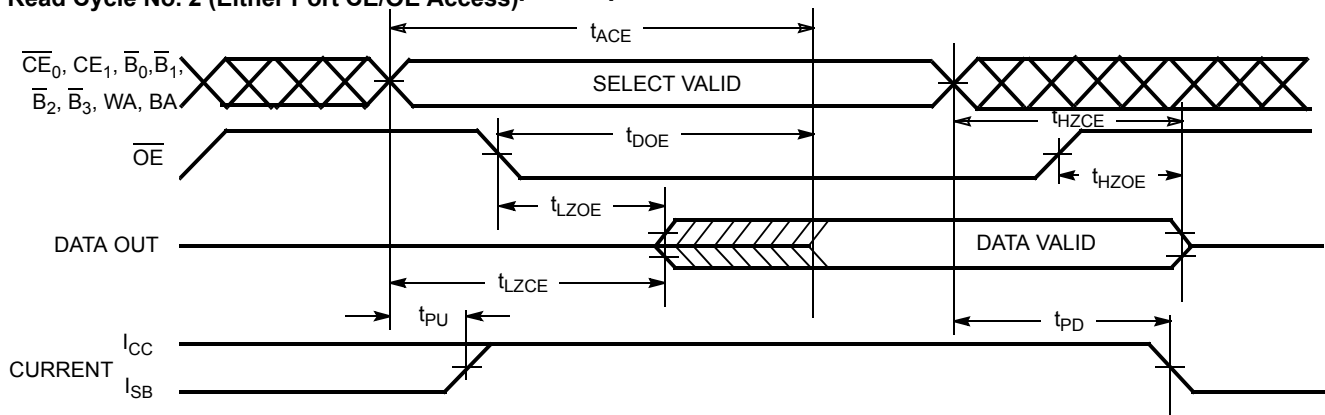 Read Cycle No. 2 (Either Port CE/OE Access)
tACE
CE0, CE1, B0,B1,
SELECT VALID
B2, B3, WA, BA
tHZCE
tDOE
OE
tHZOE
tLZOE
DATA OUT
DATA VALID
tLZCE
tPU
tPD
ICC
CURRENT
ISB